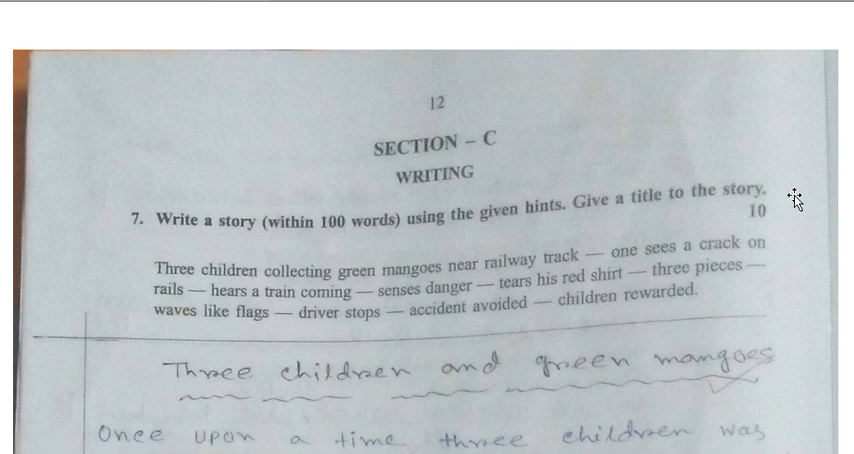 12
SECTION – C
WRITING
7. Write a story (within 100 words) using the given hints. Give a title to the story.
10
Three children collecting green mangoes near railway track — one sees a crack on
rails — hears a train coming — senses danger — tears his red shirt — three pieces —
waves like flags — driver stops — accident avoided — children rewarded.
Three children and green mangoes
Once upon a time three children was